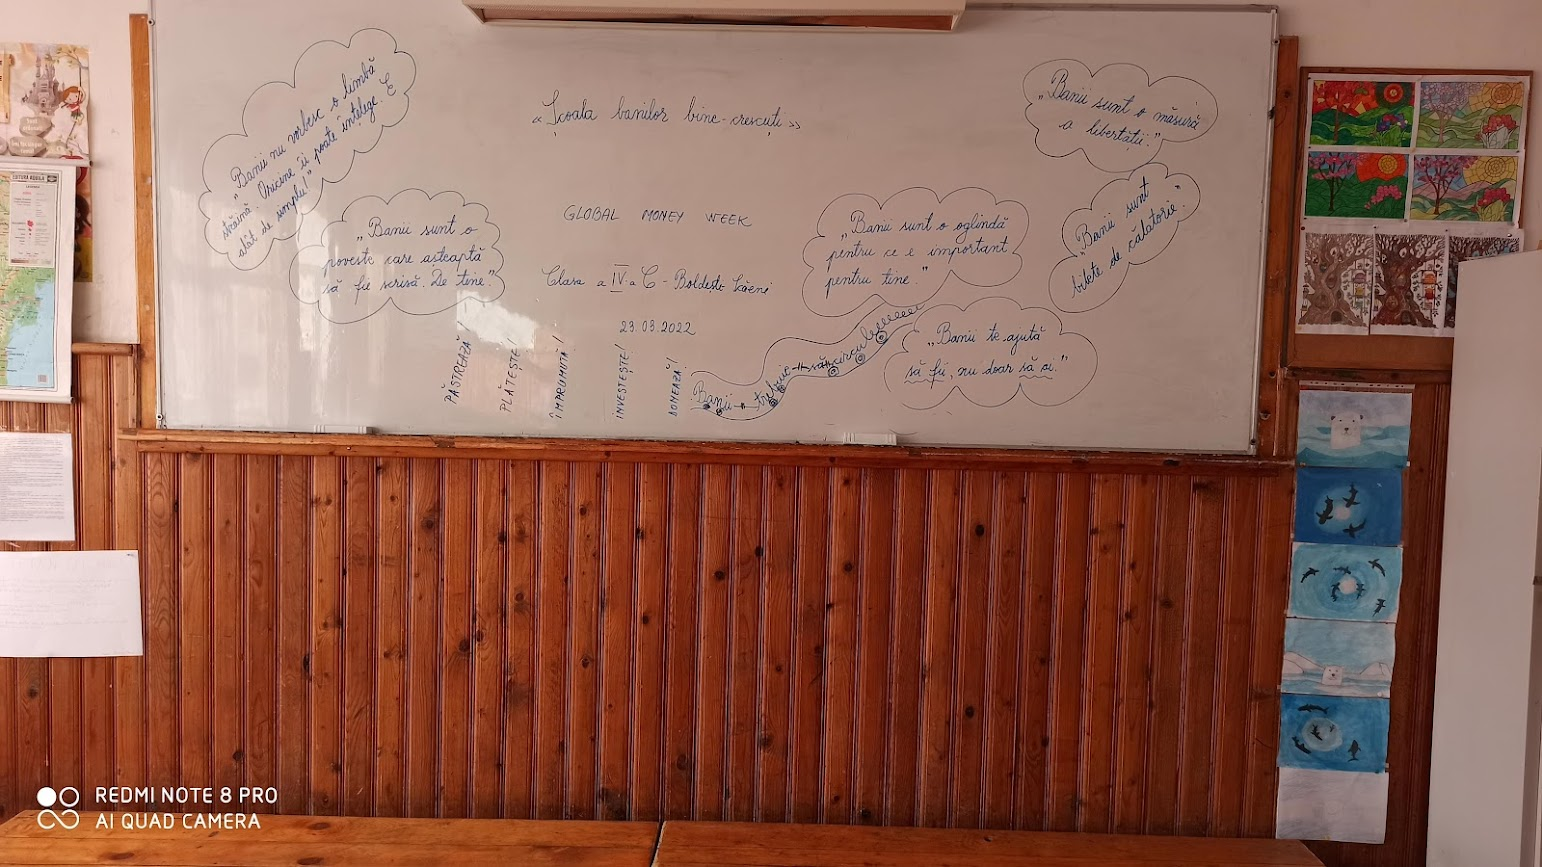 „Banii nu vorbesc o limbă
străină. Oricine îi poate înțelege. E
atât de simplu!"
„Banii sunt o
poveste care așteaptă
să fie scrisă. De tine."
« Școala banilor bine-crescuți »
GLOBAL MONEY WEEK
Clasa a IV-a C - Boldești Scăeni
23.03.2022
PĂSTREAZĂ
PLĂTEȘTE!
ÎMPRUMUTĂ!
INVESTEȘTE!
DONEAZĂ!
Banii trebuie să circuleeeeee
„Banii sunt o măsură
a libertății."
„Banii sunt
bilete de călătorie."
„Banii sunt o oglindă
pentru ce e important
pentru tine."
„Banii te ajută
să fii, nu doar să ai."
REDMI NOTE 8 PRO
AI QUAD CAMERA